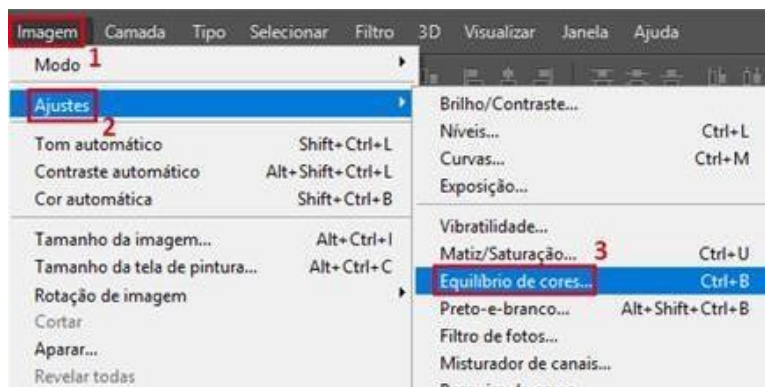 Imagem Camada Tipo Selecionar Filtro 3D Visualizar Janela Ajuda
1
Modo
Ajustes
2
Tom automático Shift+Ctrl+L
Contraste automático Alt+Shift+Ctrl+L
Cor automática Shift+Ctrl+B
Tamanho da imagem... Alt+Ctrl+I
Tamanho da tela de pintura... Alt+Ctrl+C
Rotação de imagem
Cortar
Aparar...
Revelar todas
Brilho/Contraste...
Níveis... Ctrl+L
Curvas... Ctrl+M
Exposição...
Vibratilidade...
Matiz/Saturação... 3 Ctrl+U
Equilíbrio de cores... Ctrl+B
Preto-e-branco... Alt+Shift+Ctrl+B
Filtro de fotos...
Misturador de canais...